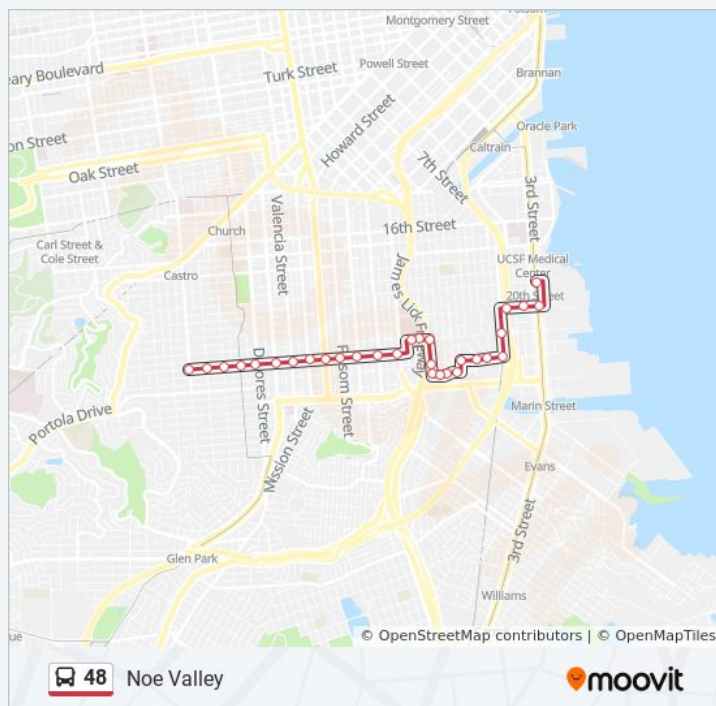 Montgomery Street
Folsom
eary Boulevard
Turk Street
Powell Street
Brannan
Howard Street
Oracle Park
on Street
Caltrain
Oak Street
7th Street
3rd Street
Valencia Street
16th Street
Church
Carl Street &
Cole Street
UCSF Medical
Center
Castro
James Lick Freeway
20th Street
Dolores Street
Folsom Street
Portola Drive
Marin Street
Mission Street
Evans
3rd Street
Glen Park
Williams
ue
© OpenStreetMap contributors | © OpenMapTiles
48 Noe Valley
moovit